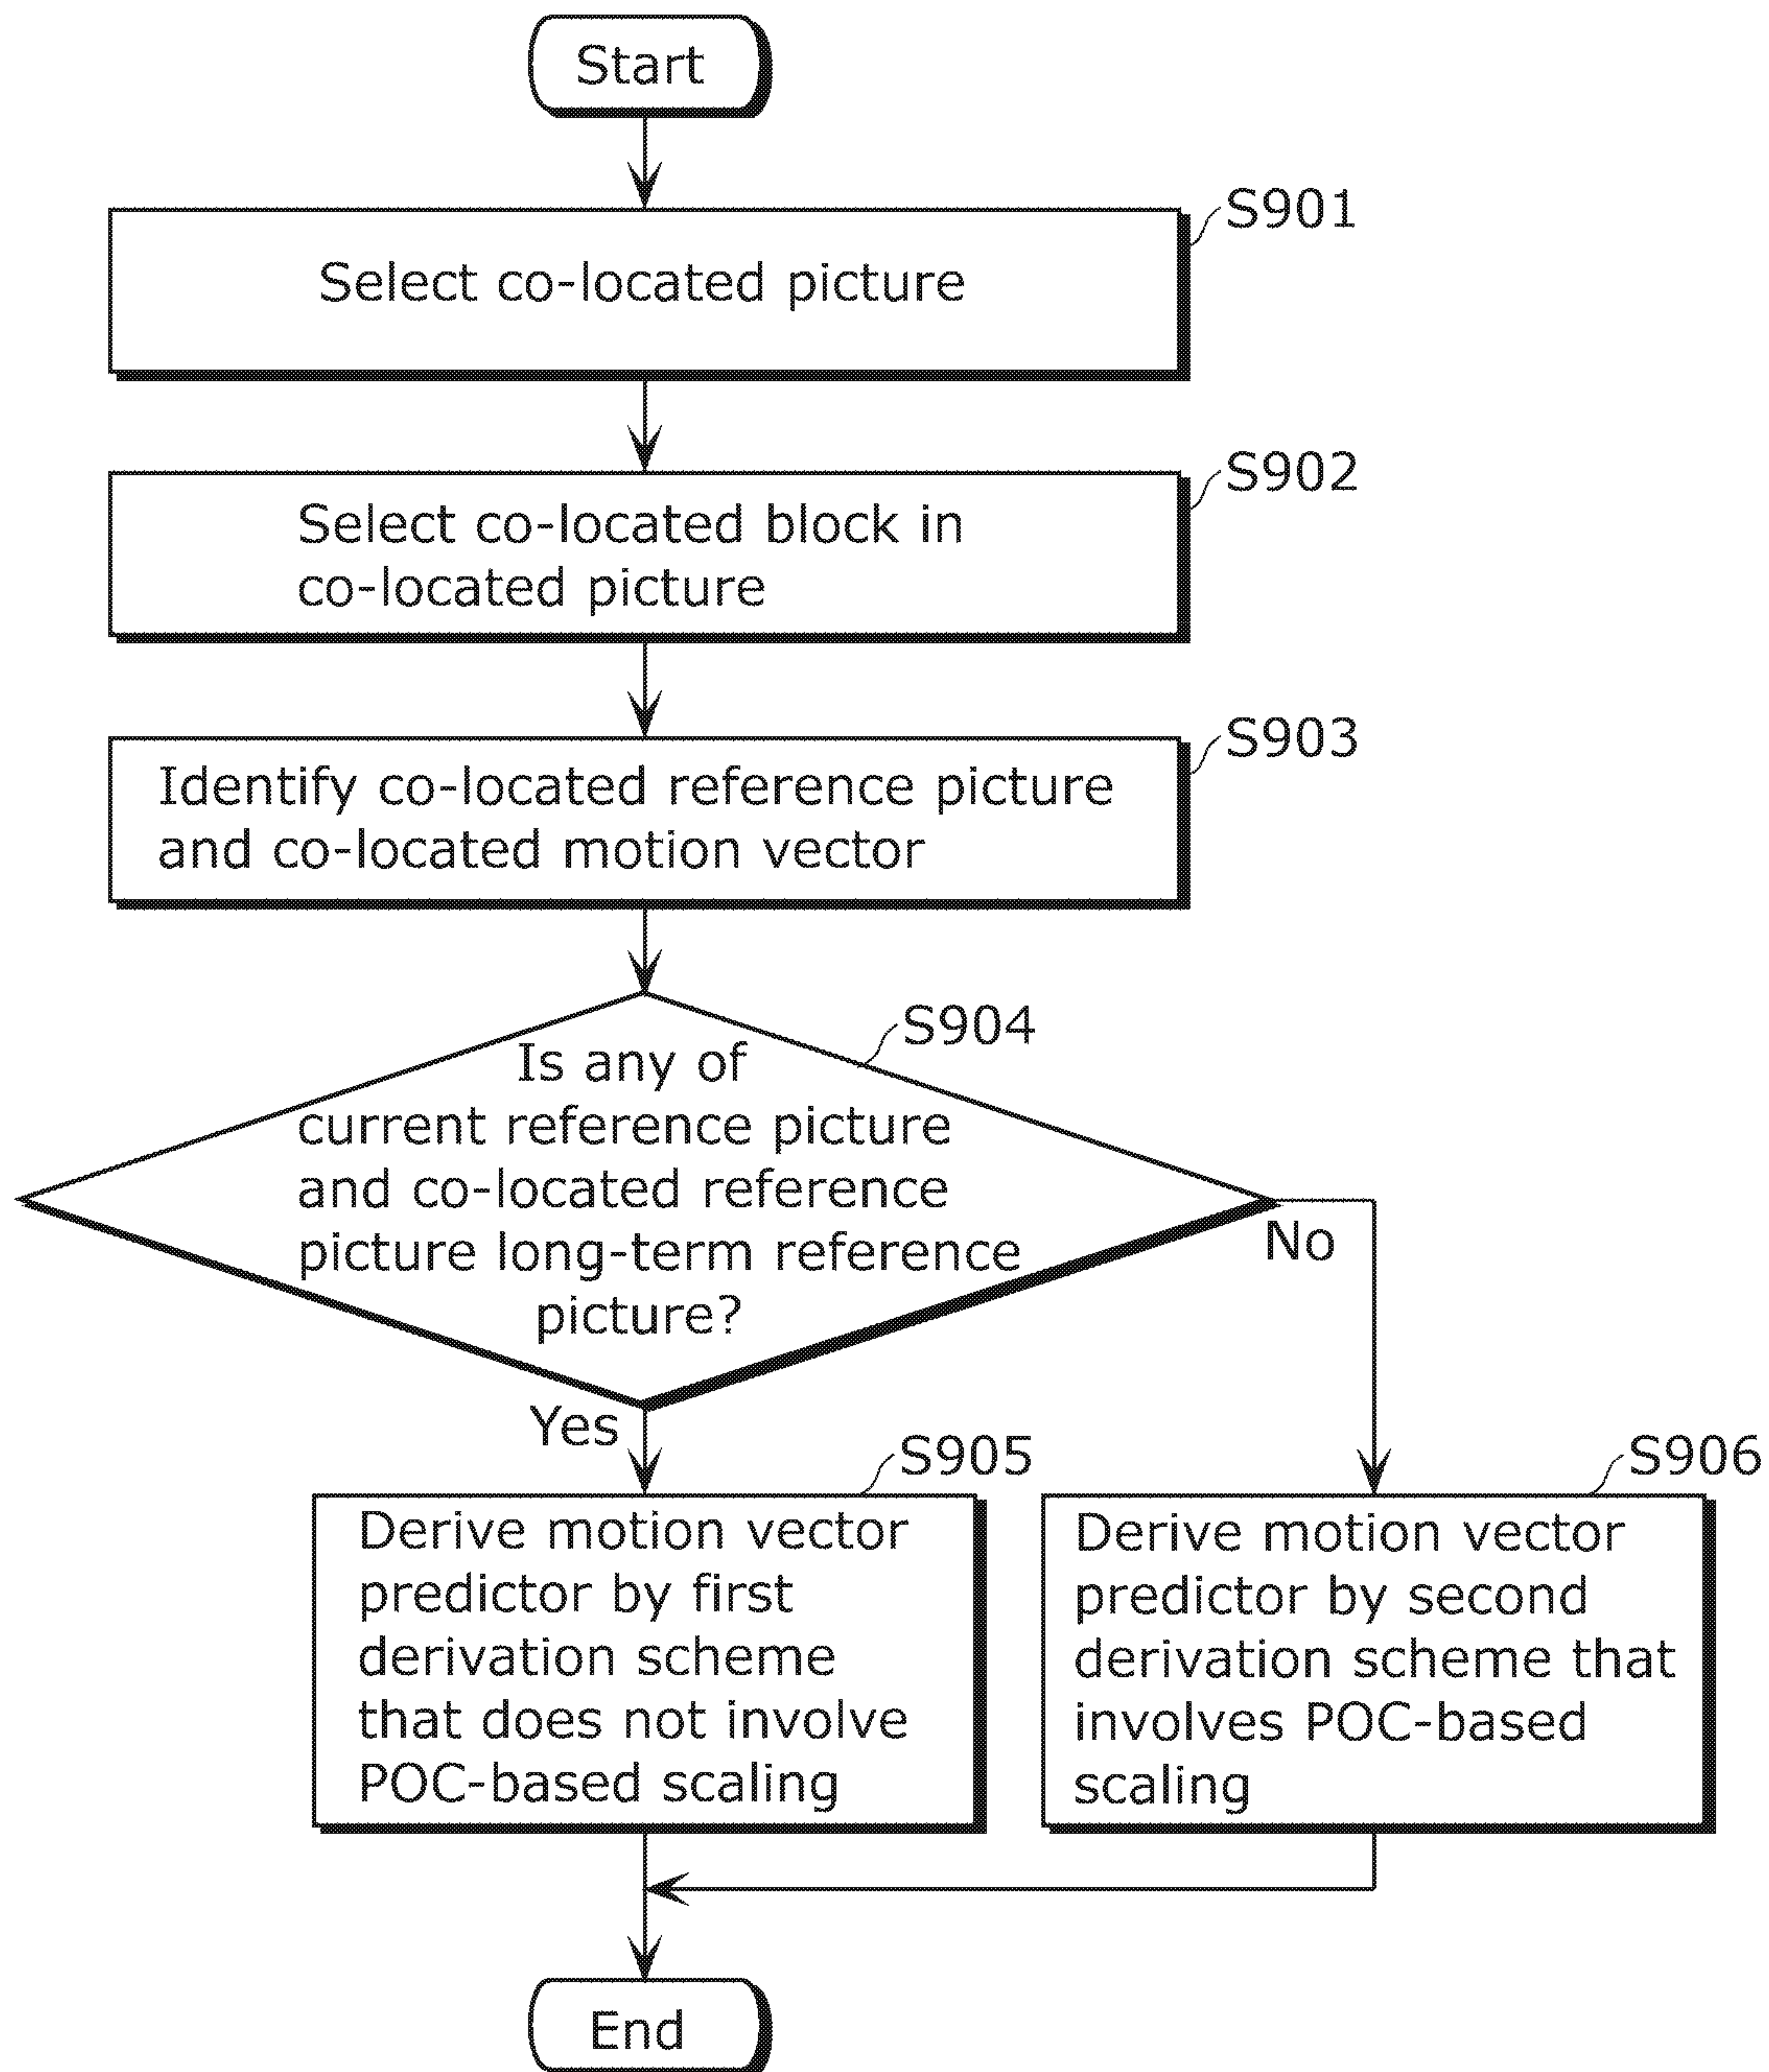 Start
S901
Select co-located picture
S902
Select co-located block in
co-located picture
S903
Identify co-located reference picture
and co-located motion vector
S904
Is any of
current reference picture
and co-located reference
picture long-term reference
picture?
No
Yes
S905
Derive motion vector
predictor by first
derivation scheme
that does not involve
POC-based scaling
S906
Derive motion vector
predictor by second
derivation scheme that
involves POC-based
scaling
End